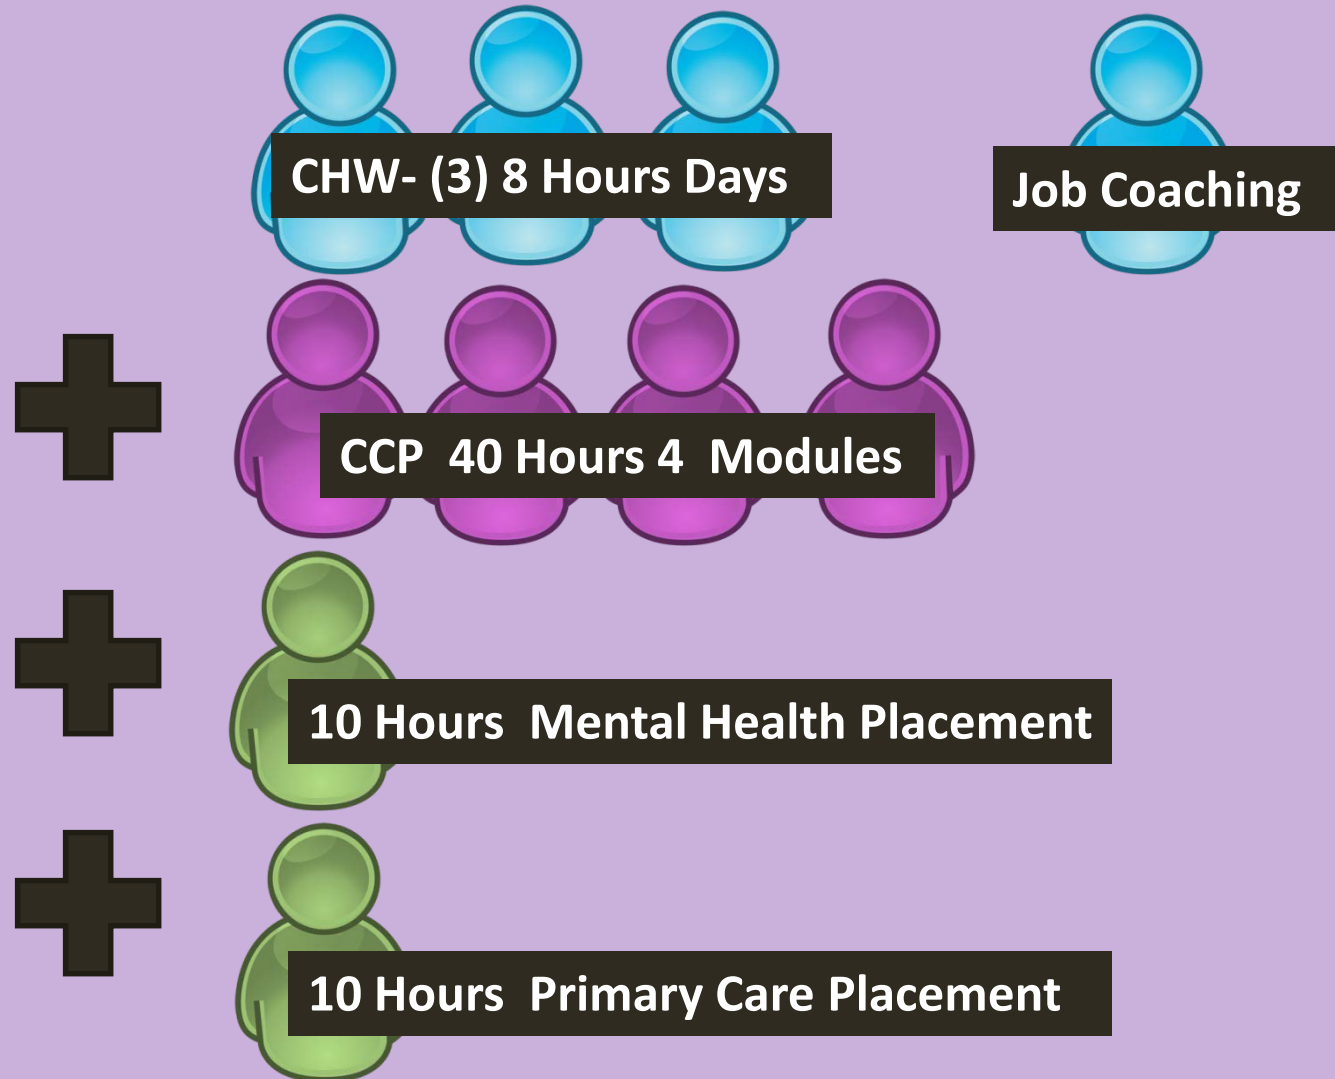 CHW- (3) 8 Hours Days
Job Coaching
CCP  40 Hours 4  Modules
10 Hours  Mental Health Placement
10 Hours  Primary Care Placement